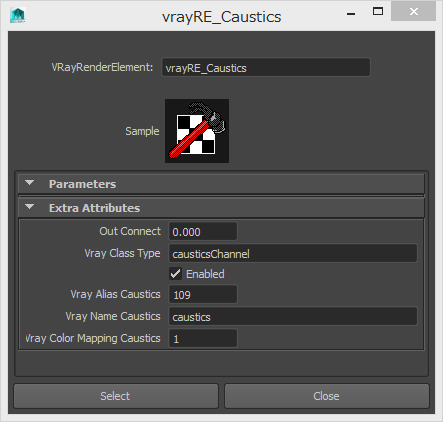 vrayRE_Caustics
VRayRenderElement: vrayRE_Caustics
Sample
Parameters
Extra Attributes
Out Connect 0.000
Vray Class Type causticsChannel
Enabled
Vray Alias Caustics 109
Vray Name Caustics caustics
Vray Color Mapping Caustics 1
Select Close